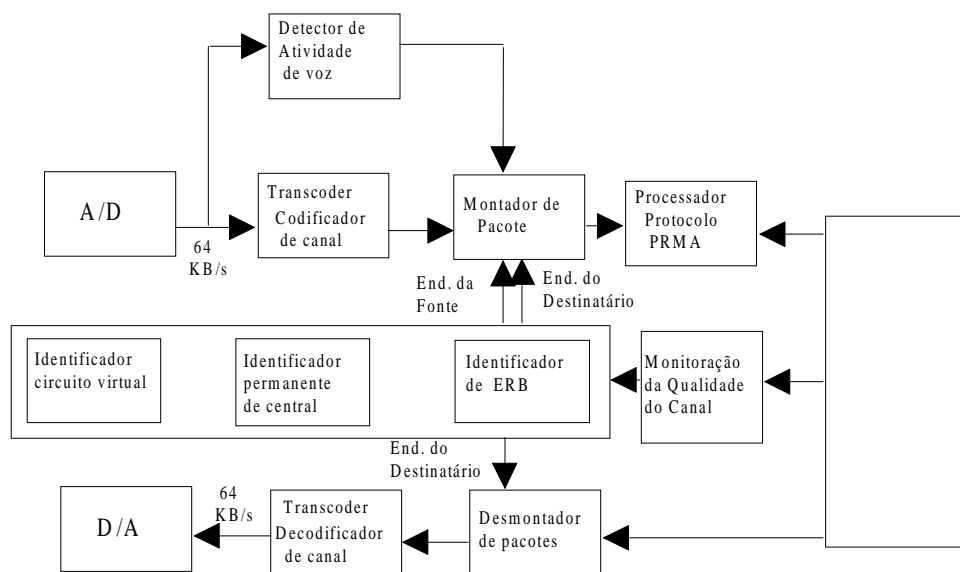 Detector de
Atividade
de voz
A/D
64
KB/s
Transcoder
Codificador
de canal
Montador de
Pacote
Processador
Protocolo
PRMA
End. da
Fonte
End. do
Destinatário
Identificador
circuito virtual
Identificador
permanente
de central
Identificador
de ERB
Monitoração
da Qualidade
do Canal
End. do
Destinatário
D/A
64
KB/s
Transcoder
Decodificador
de canal
Desmontador
de pacotes